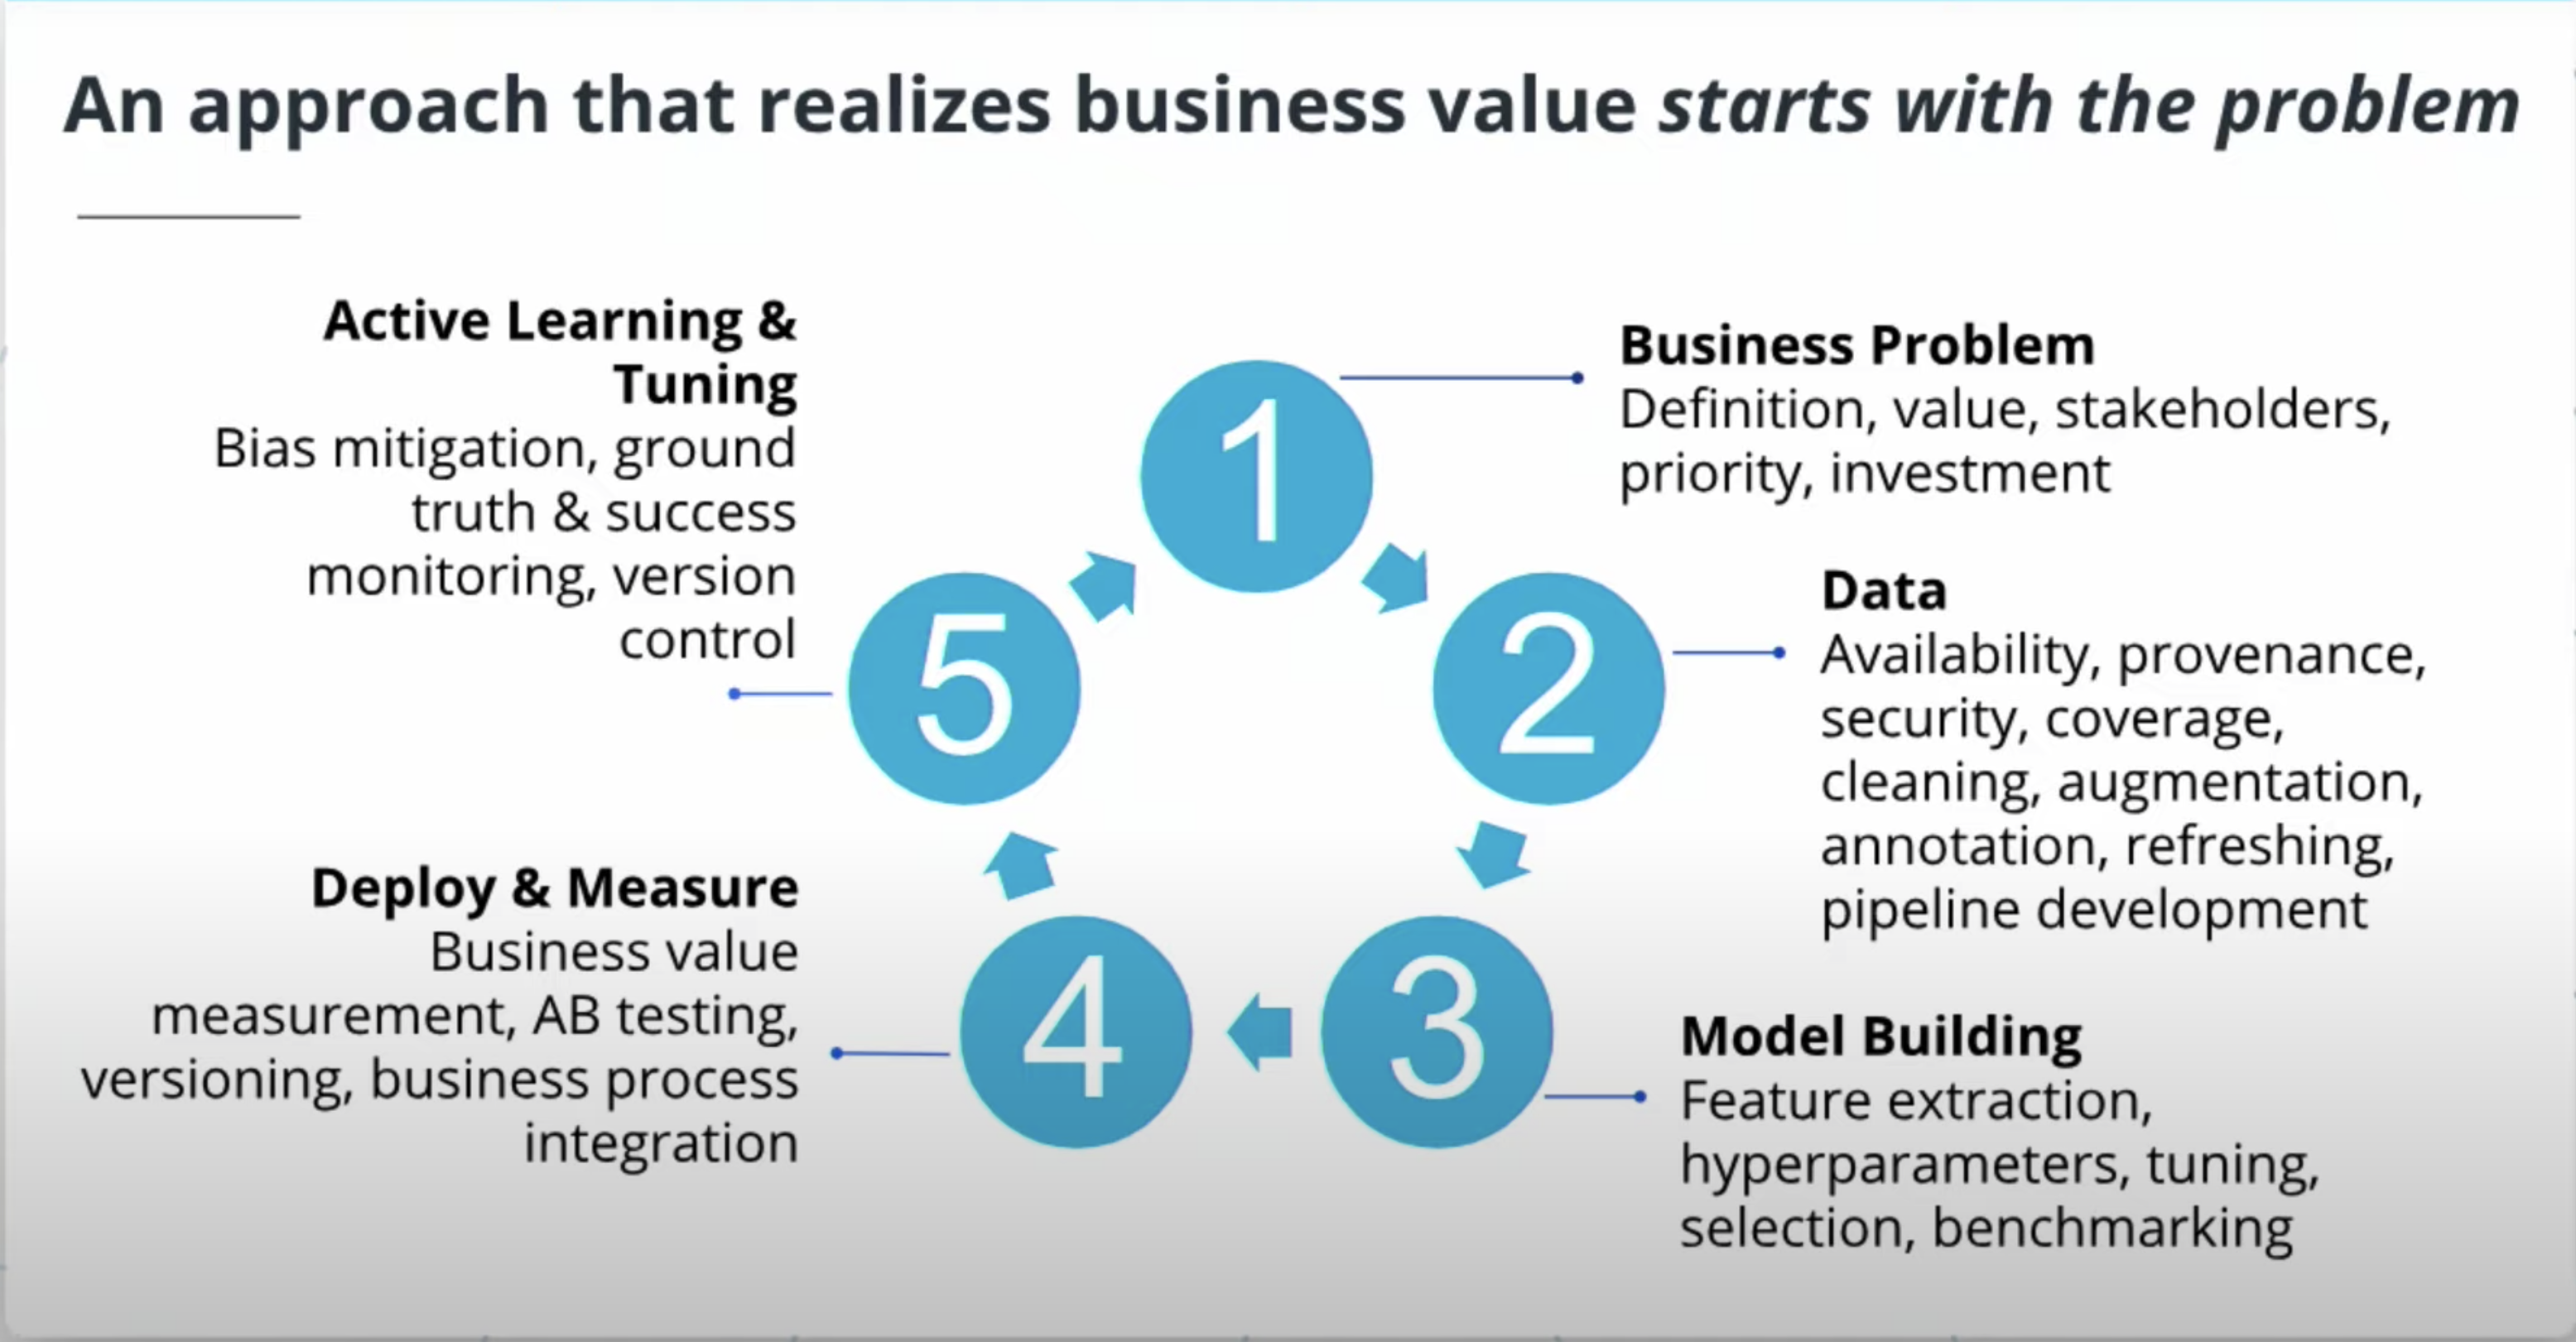 An approach that realizes business value starts with the problem
1
Business Problem
Definition, value, stakeholders,
priority, investment
2
Data
Availability, provenance,
security, coverage,
cleaning, augmentation,
annotation, refreshing,
pipeline development
3
Model Building
Feature extraction,
hyperparameters, tuning,
selection, benchmarking
4
Deploy & Measure
Business value
measurement, AB testing,
versioning, business process
integration
5
Active Learning &
Tuning
Bias mitigation, ground
truth & success
monitoring, version
control